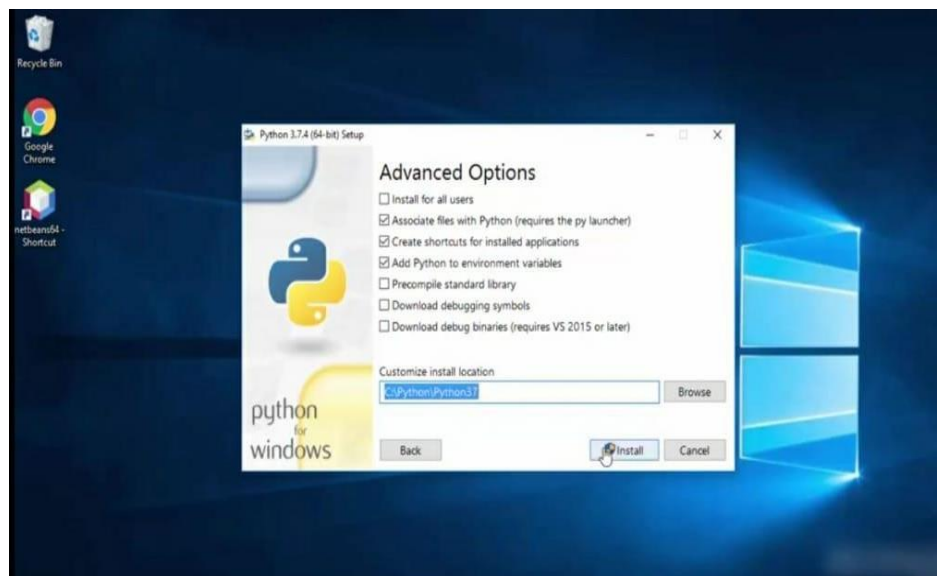 Recycle Bin
Google
Chrome
netbeans64 -
Shortcut
Python 3.7.4 (64-bit) Setup
Advanced Options
Install for all users
Associate files with Python (requires the py launcher)
Create shortcuts for installed applications
Add Python to environment variables
Precompile standard library
Download debugging symbols
Download debug binaries (requires VS 2015 or later)
Customize install location
C:\Python\Python37
Browse
python
for
windows
Back
Install
Cancel